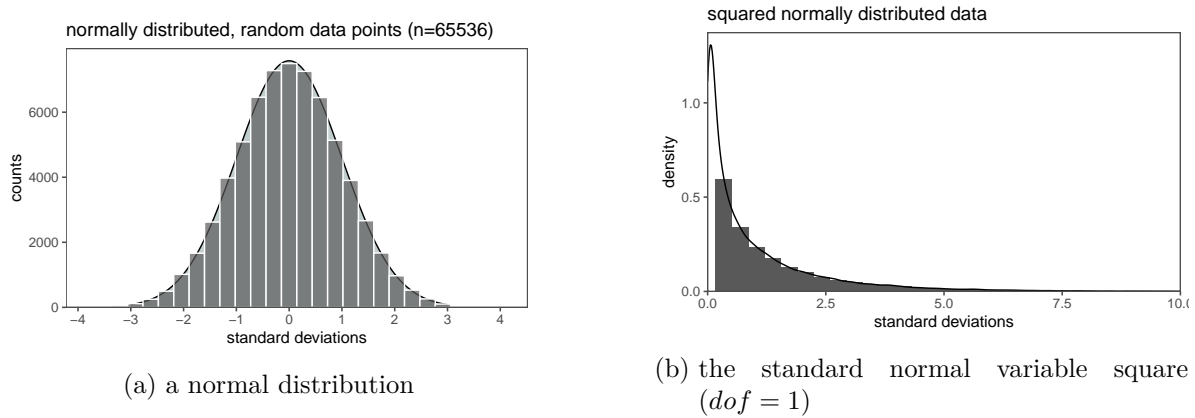 normally distributed, random data points (n=65536)
counts
6000
4000
2000
0
−4 −3 −2 −1 0 1 2 3 4
standard deviations
(a) a normal distribution
squared normally distributed data
density
1.0
0.5
0.0
0.0 2.5 5.0 7.5 10.0
standard deviations
(b) the standard normal variable square
(dof = 1)